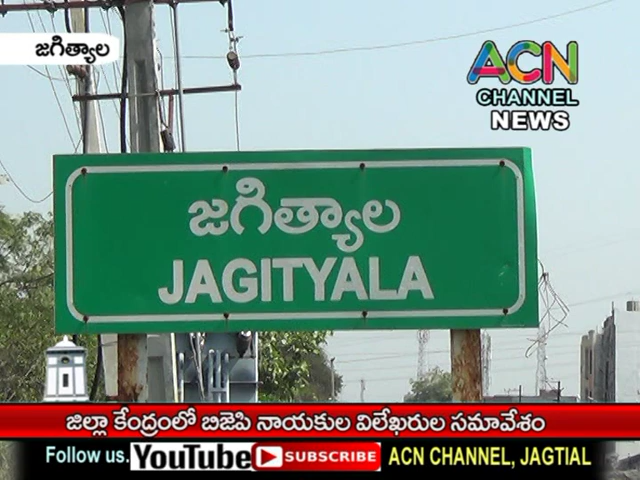 జగిత్యాల
ACN
CHANNEL
NEWS
జగిత్యాల
JAGITYALA
జిల్లా కేంద్రంలో బిజెపి నాయకుల విలేఖరుల సమావేశం
Follow us. YouTube SUBSCRIBE ACN CHANNEL, JAGTIAL